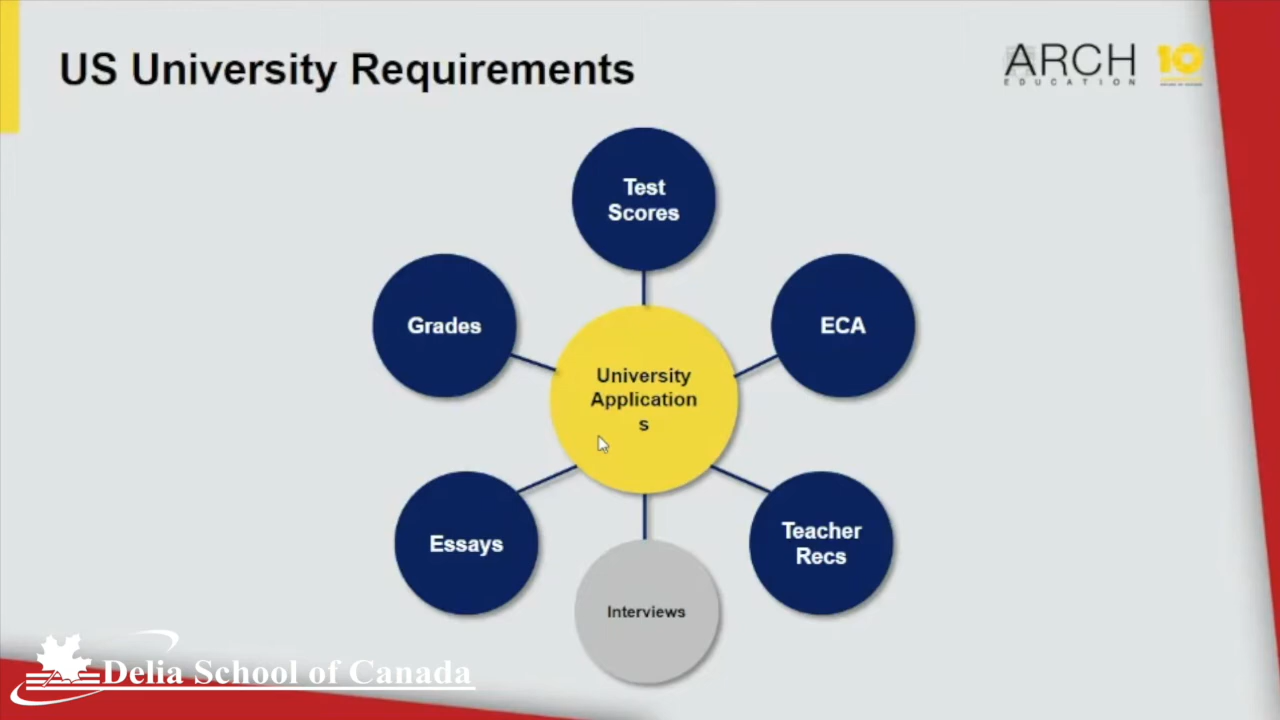 US University Requirements
ARCH
EDUCATION
10
Test
Scores
Grades
ECA
University
Application
s
Essays
Teacher
Recs
Interviews
Delia School of Canada